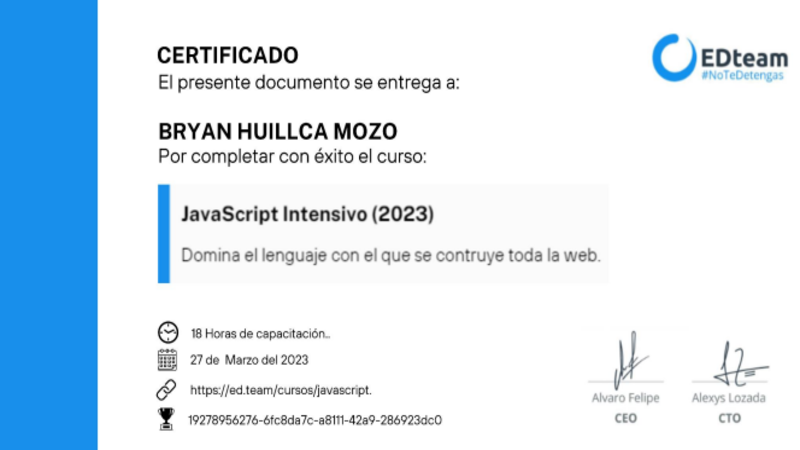 CERTIFICADO
El presente documento se entrega a:
EDteam
#NoTeDetengas
BRYAN HUILLCA MOZO
Por completar con éxito el curso:
JavaScript Intensivo (2023)
Domina el lenguaje con el que se contruye toda la web.
18 Horas de capacitación..
27 de Marzo del 2023
https://ed.team/cursos/javascript.
19278956276-6fc8da7c-a8111-42a9-286923dc0
Alvaro Felipe
CEO
Alexys Lozada
CTO